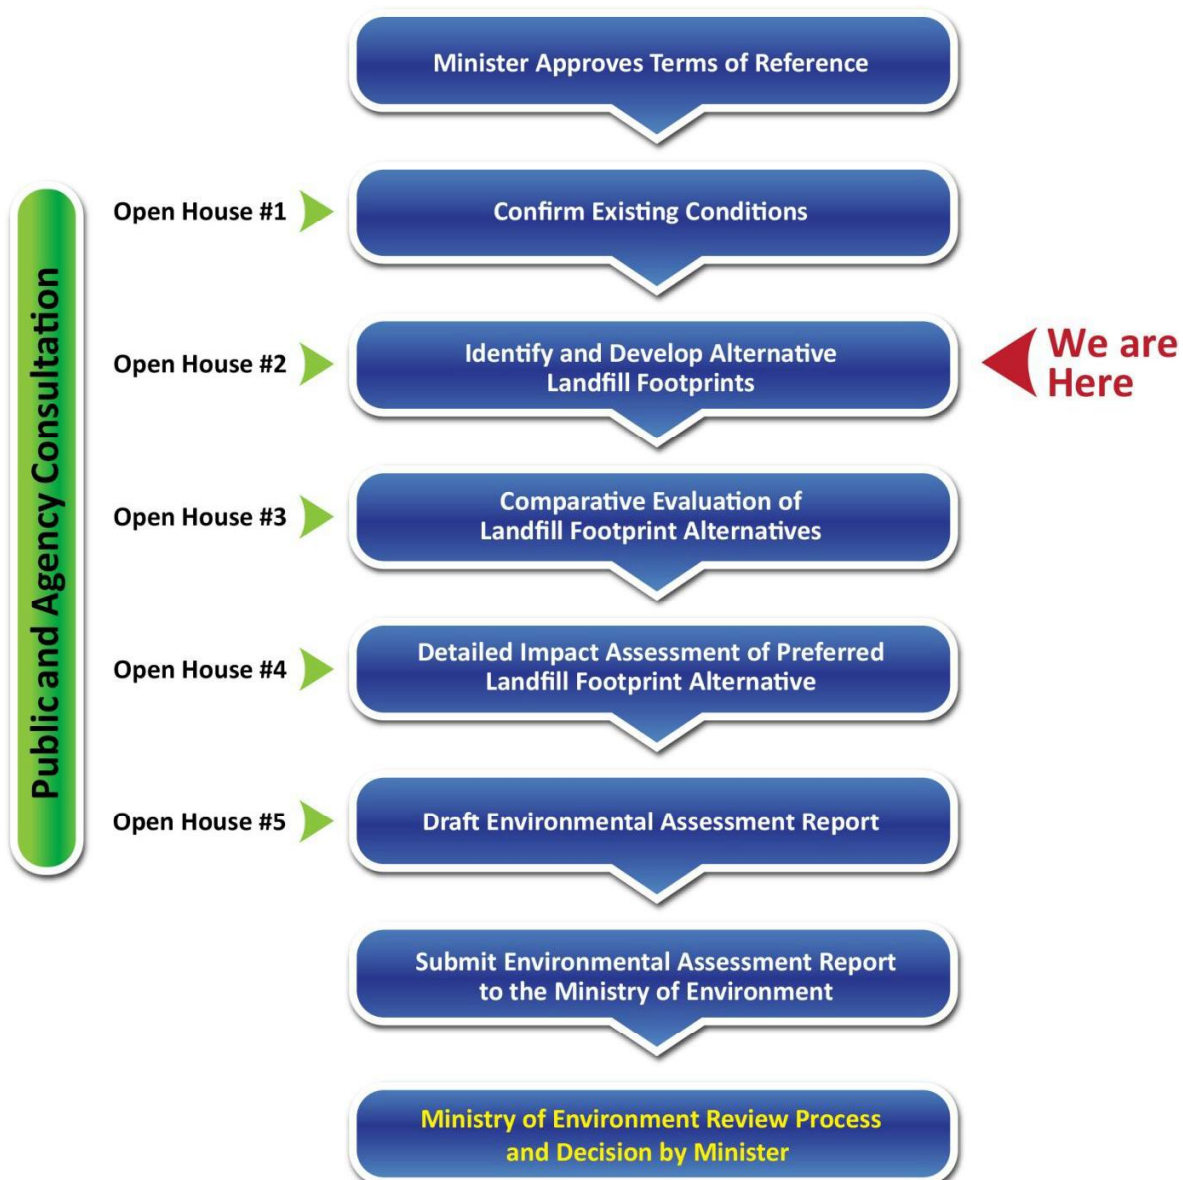 Minister Approves Terms of Reference
Public and Agency Consultation
Open House #1
Confirm Existing Conditions
Open House #2
Identify and Develop Alternative
Landfill Footprints
We are
Here
Open House #3
Comparative Evaluation of
Landfill Footprint Alternatives
Open House #4
Detailed Impact Assessment of Preferred
Landfill Footprint Alternative
Open House #5
Draft Environmental Assessment Report
Submit Environmental Assessment Report
to the Ministry of Environment
Ministry of Environment Review Process
and Decision by Minister